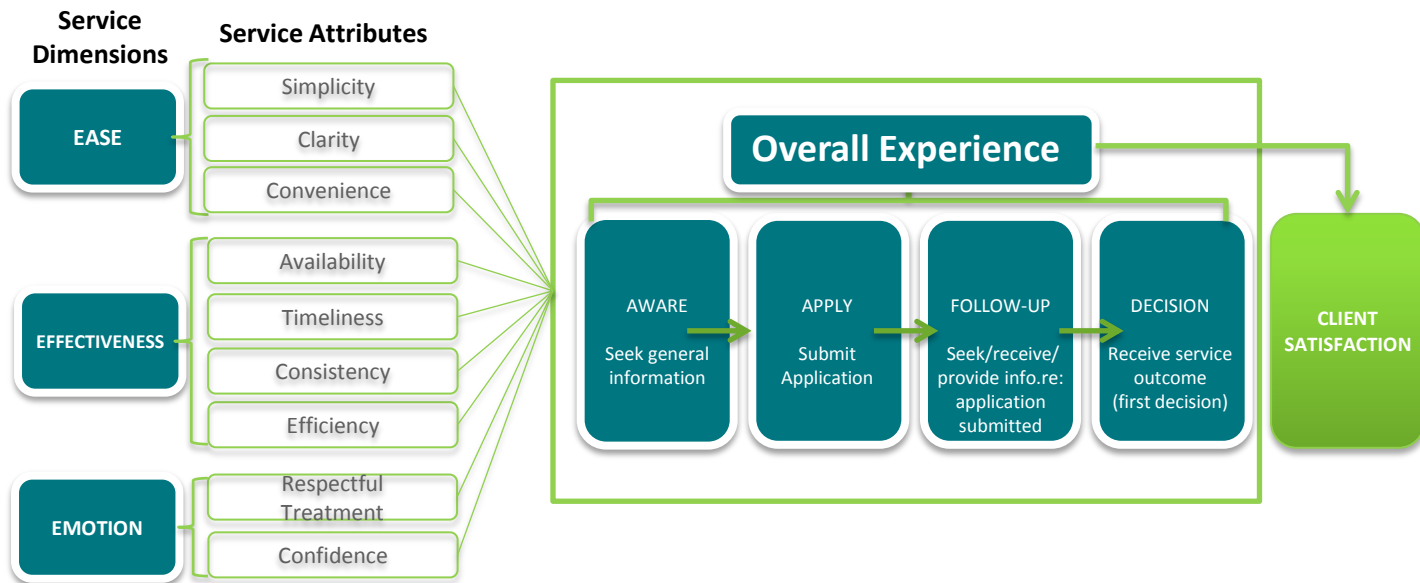 Service
Dimensions
Service Attributes
EASE
Simplicity
Clarity
Convenience
EFFECTIVENESS
Availability
Timeliness
Consistency
Efficiency
EMOTION
Respectful
Treatment
Confidence
Overall Experience
AWARE
Seek general
information
APPLY
Submit
Application
FOLLOW-UP
Seek/receive/
provide info.re:
application
submitted
DECISION
Receive service
outcome
(first decision)
CLIENT
SATISFACTION